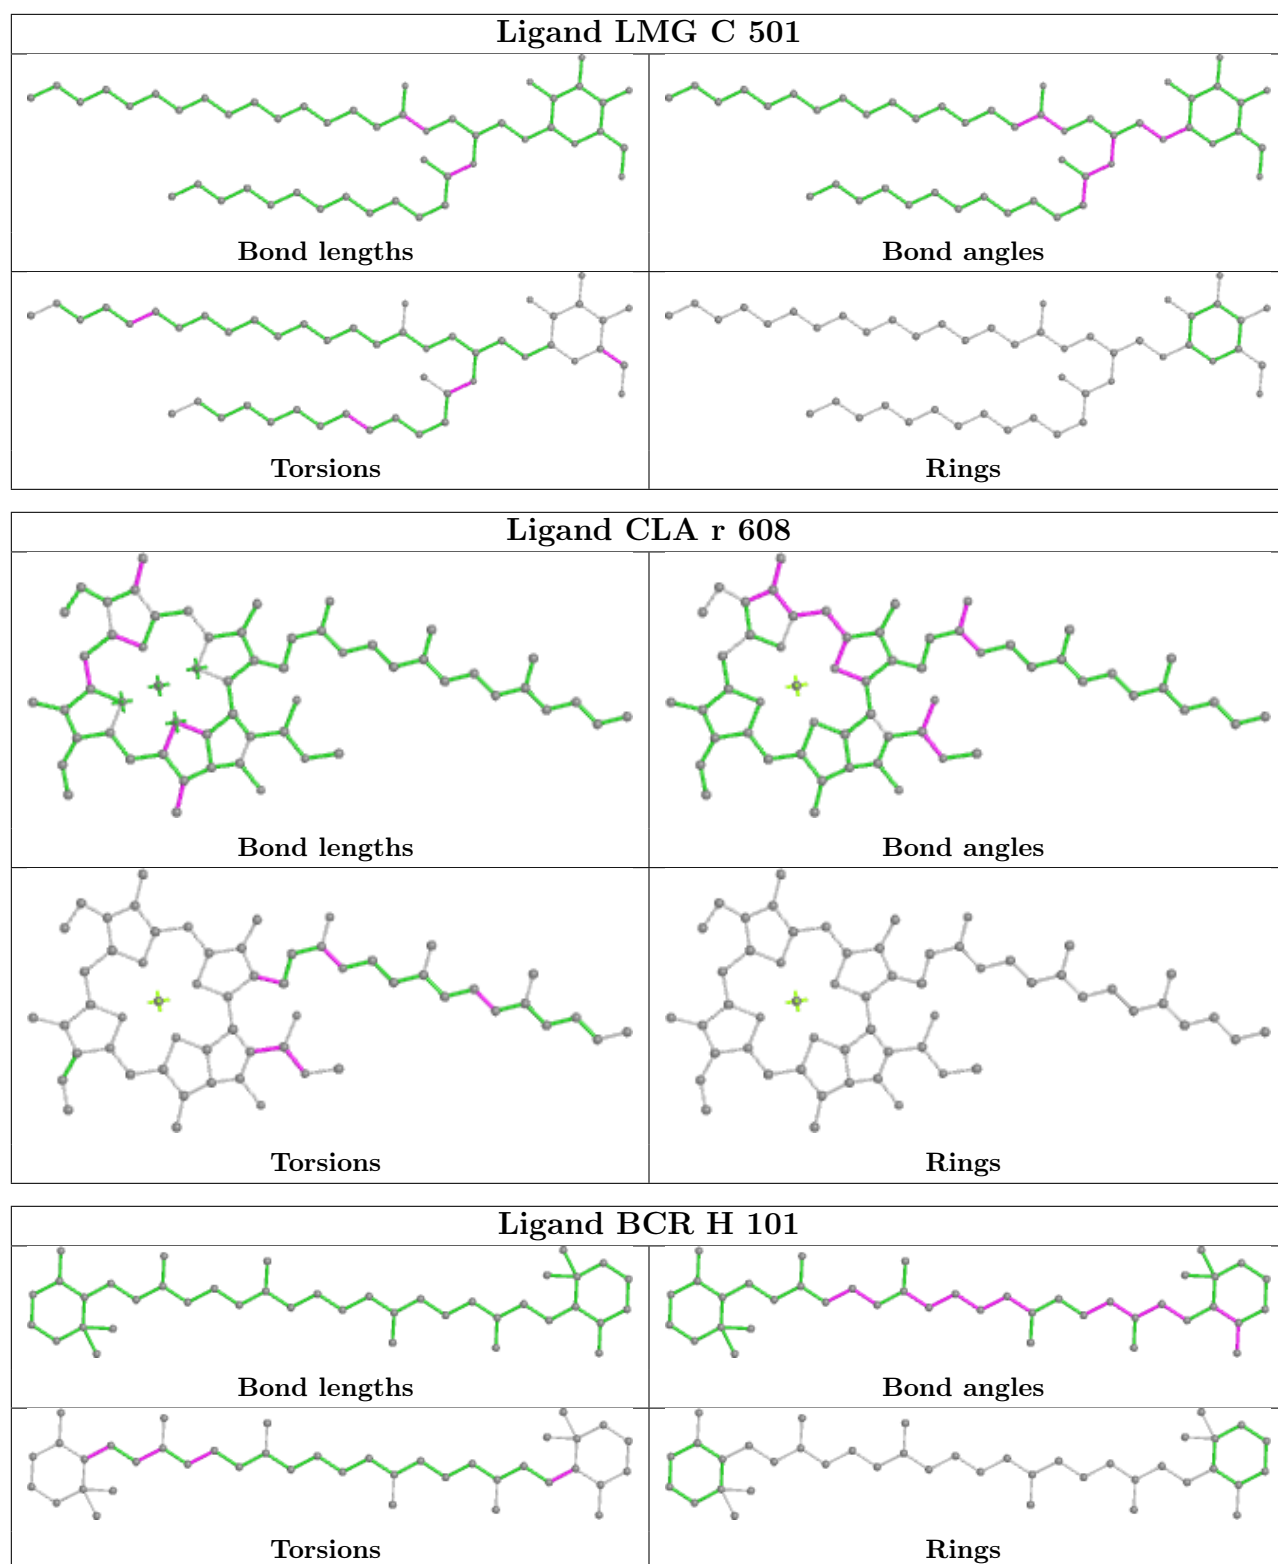 Ligand LMG C 501
Bond lengths
Bond angles
Torsions
Rings
Ligand CLA r 608
Bond lengths
Bond angles
Torsions
Rings
Ligand BCR H 101
Bond lengths
Bond angles
Torsions
Rings